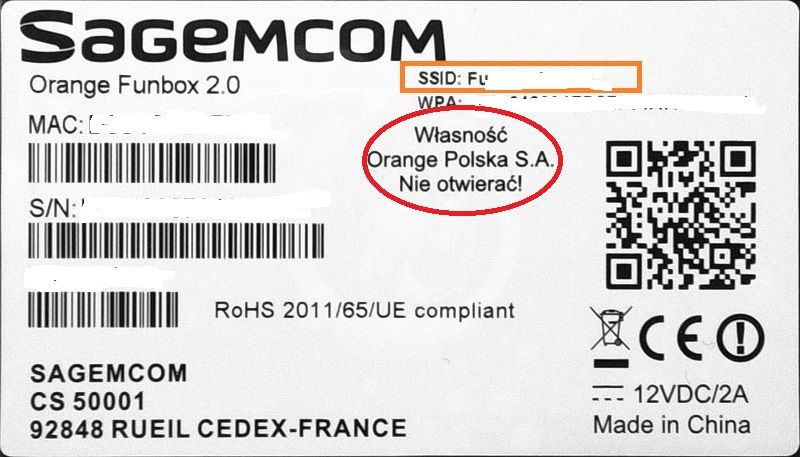 SAGEMCOM
Orange Funbox 2.0
SSID: Fu
WPA:
MAC:
Własność
Orange Polska S.A.
Nie otwierać!
S/N:
RoHS 2011/65/UE compliant
SAGEMCOM
CS 50001
92848 RUEIL CEDEX-FRANCE
CE
12VDC/2A
Made in China